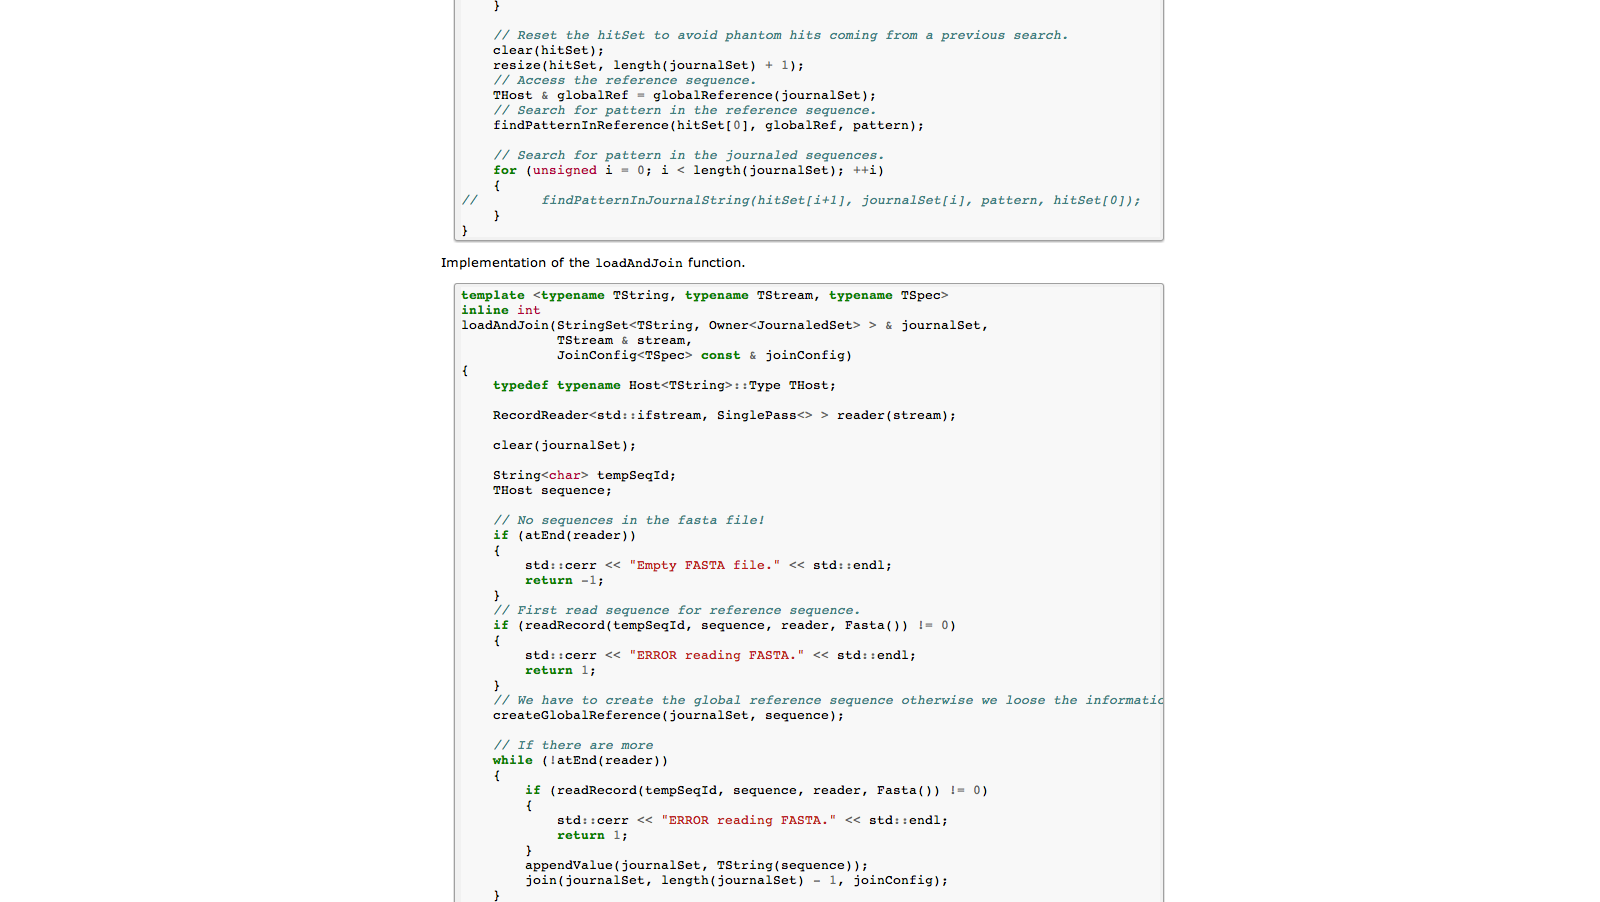 }

    // Reset the hitSet to avoid phantom hits coming from a previous search.
    clear(hitSet);
    resize(hitSet, length(journalSet) + 1);
    // Access the reference sequence.
    THost & globalRef = globalReference(journalSet);
    // Search for pattern in the reference sequence.
    findPatternInReference(hitSet[0], globalRef, pattern);

    // Search for pattern in the journaled sequences.
    for (unsigned i = 0; i < length(journalSet); ++i)
    {
//        findPatternInJournalString(hitSet[i+1], journalSet[i], pattern, hitSet[0]);
    }
}
Implementation of the loadAndJoin function.
template <typename TString, typename TStream, typename TSpec>
inline int
loadAndJoin(StringSet<TString, Owner<JournaledSet> > & journalSet,
            TStream & stream,
            JoinConfig<TSpec> const & joinConfig)
{
    typedef typename Host<TString>::Type THost;

    RecordReader<std::ifstream, SinglePass<> > reader(stream);

    clear(journalSet);

    String<char> tempSeqId;
    THost sequence;

    // No sequences in the fasta file!
    if (atEnd(reader))
    {
        std::cerr << "Empty FASTA file." << std::endl;
        return -1;
    }
    // First read sequence for reference sequence.
    if (readRecord(tempSeqId, sequence, reader, Fasta()) != 0)
    {
        std::cerr << "ERROR reading FASTA." << std::endl;
        return 1;
    }
    // We have to create the global reference sequence otherwise we loose the informatic
    createGlobalReference(journalSet, sequence);

    // If there are more
    while (!atEnd(reader))
    {
        if (readRecord(tempSeqId, sequence, reader, Fasta()) != 0)
        {
            std::cerr << "ERROR reading FASTA." << std::endl;
            return 1;
        }
        appendValue(journalSet, TString(sequence));
        join(journalSet, length(journalSet) - 1, joinConfig);
    }